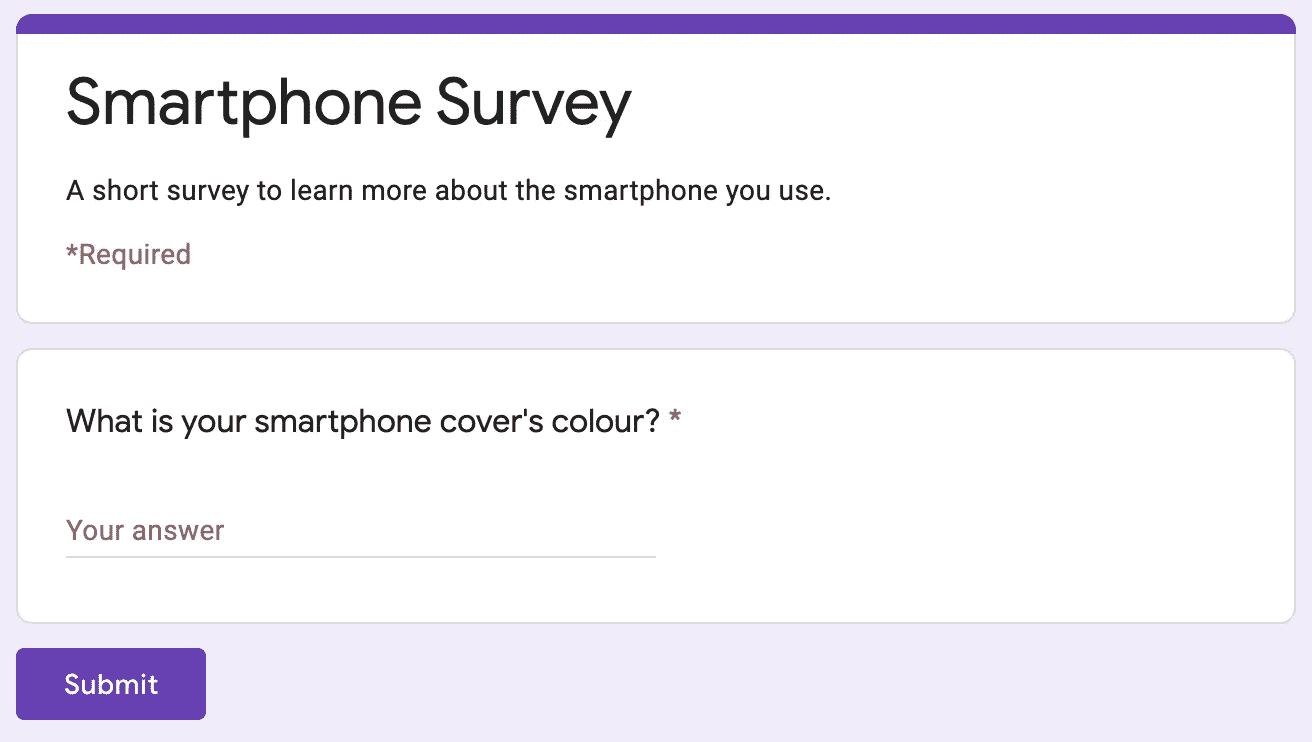 Smartphone Survey
A short survey to learn more about the smartphone you use.
*Required
What is your smartphone cover's colour? *
Your answer
Submit